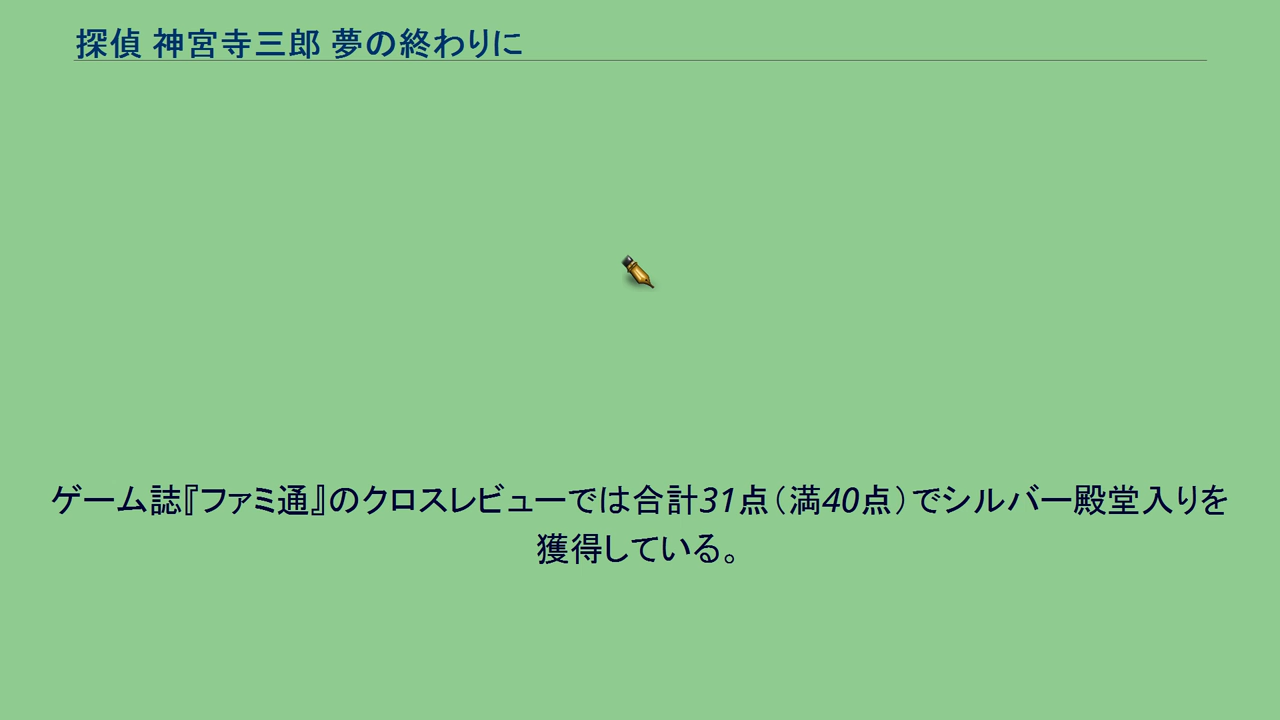 探偵 神宮寺三郎 夢の終わりに
ゲーム誌『ファミ通』のクロスレビューでは合計31点（満40点）でシルバー殿堂入りを
獲得している。